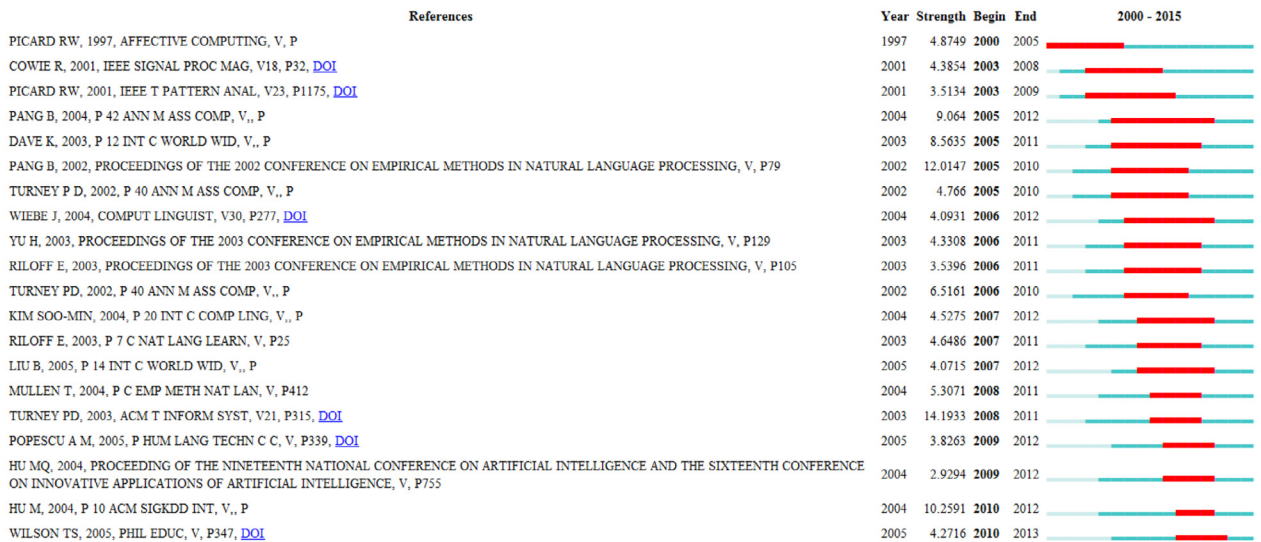 References Year Strength Begin End 2000 - 2015
PICARD RW, 1997, AFFECTIVE COMPUTING, V, P 1997 4.8749 2000 2005
COWIE R, 2001, IEEE SIGNAL PROC MAG, V18, P32, DOI 2001 4.3854 2003 2008
PICARD RW, 2001, IEEE T PATTERN ANAL, V23, P1175, DOI 2001 3.5134 2003 2009
PANG B, 2004, P 42 ANN M ASS COMP, V,, P 2004 9.064 2005 2012
DAVE K, 2003, P 12 INT C WORLD WID, V,, P 2003 8.5635 2005 2011
PANG B, 2002, PROCEEDINGS OF THE 2002 CONFERENCE ON EMPIRICAL METHODS IN NATURAL LANGUAGE PROCESSING, V, P79 2002 12.0147 2005 2010
TURNEY P D, 2002, P 40 ANN M ASS COMP, V,, P 2002 4.766 2005 2010
WIEBE J, 2004, COMPUT LINGUIST, V30, P277, DOI 2004 4.0931 2006 2012
YU H, 2003, PROCEEDINGS OF THE 2003 CONFERENCE ON EMPIRICAL METHODS IN NATURAL LANGUAGE PROCESSING, V, P129 2003 4.3308 2006 2011
RILOFF E, 2003, PROCEEDINGS OF THE 2003 CONFERENCE ON EMPIRICAL METHODS IN NATURAL LANGUAGE PROCESSING, V, P105 2003 3.5396 2006 2011
TURNEY PD, 2002, P 40 ANN M ASS COMP, V,, P 2002 6.5161 2006 2010
KIM SOO-MIN, 2004, P 20 INT C COMP LING, V,, P 2004 4.5275 2007 2012
RILOFF E, 2003, P 7 C NAT LANG LEARN, V, P25 2003 4.6486 2007 2011
LIU B, 2005, P 14 INT C WORLD WID, V,, P 2005 4.0715 2007 2012
MULLEN T, 2004, P C EMP METH NAT LAN, V, P412 2004 5.3071 2008 2011
TURNEY PD, 2003, ACM T INFORM SYST, V21, P315, DOI 2003 14.1933 2008 2011
POPESCU A M, 2005, P HUM LANG TECHN C C, V, P339, DOI 2005 3.8263 2009 2012
HU MQ, 2004, PROCEEDING OF THE NINETEENTH NATIONAL CONFERENCE ON ARTIFICIAL INTELLIGENCE AND THE SIXTEENTH CONFERENCE
ON INNOVATIVE APPLICATIONS OF ARTIFICIAL INTELLIGENCE, V, P755 2004 2.9294 2009 2012
HU M, 2004, P 10 ACM SIGKDD INT, V,, P 2004 10.2591 2010 2012
WILSON TS, 2005, PHIL EDUC, V, P347, DOI 2005 4.2716 2010 2013